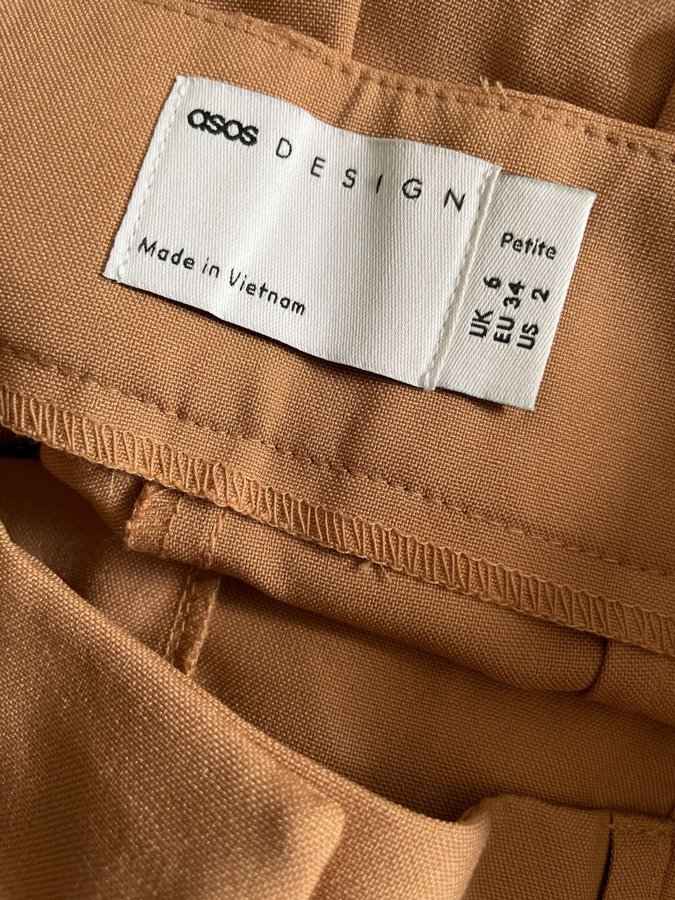 asos DESIGN
Made in Vietnam
Petite
UK 6
EU 34
US 2